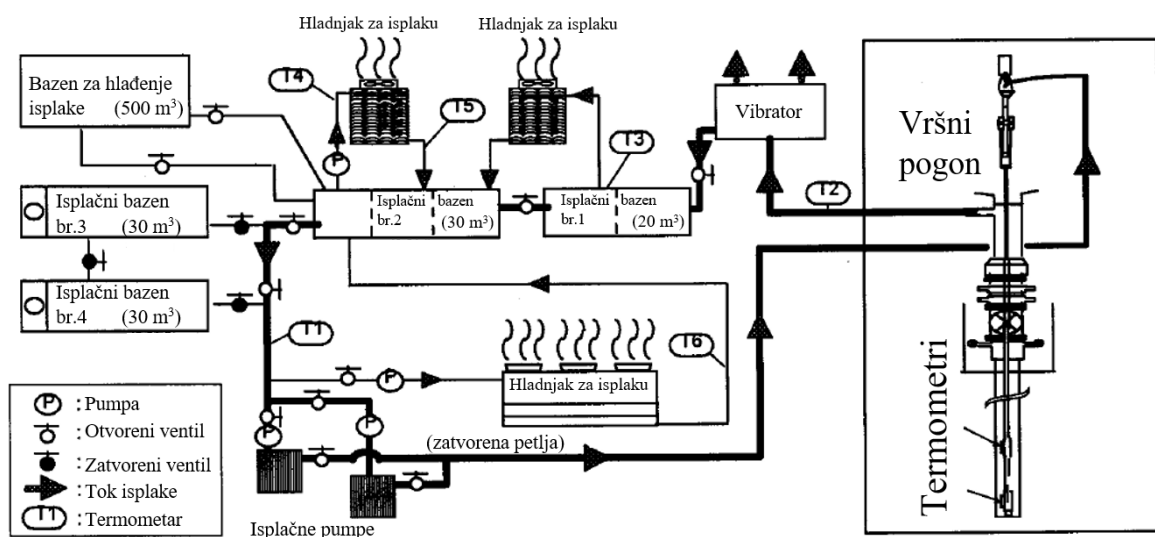 Hladnjak za isplaku
Hladnjak za isplaku
Bazen za hlađenje
isplake (500 m³)
T4
T5
T3
Vibrator
Vršni
pogon
P
Isplačni bazen
br.3 (30 m³)
Isplačni bazen
br.2 (30 m³)
Isplačni bazen
br.1 (20 m³)
T2
Isplačni bazen
br.4 (30 m³)
T1
T6
Hladnjak za isplaku
P
P
P
(zatvorena petlja)
Isplačne pumpe
Termometri
P : Pumpa
: Otvoreni ventil
: Zatvoreni ventil
: Tok isplake
T1 : Termometar